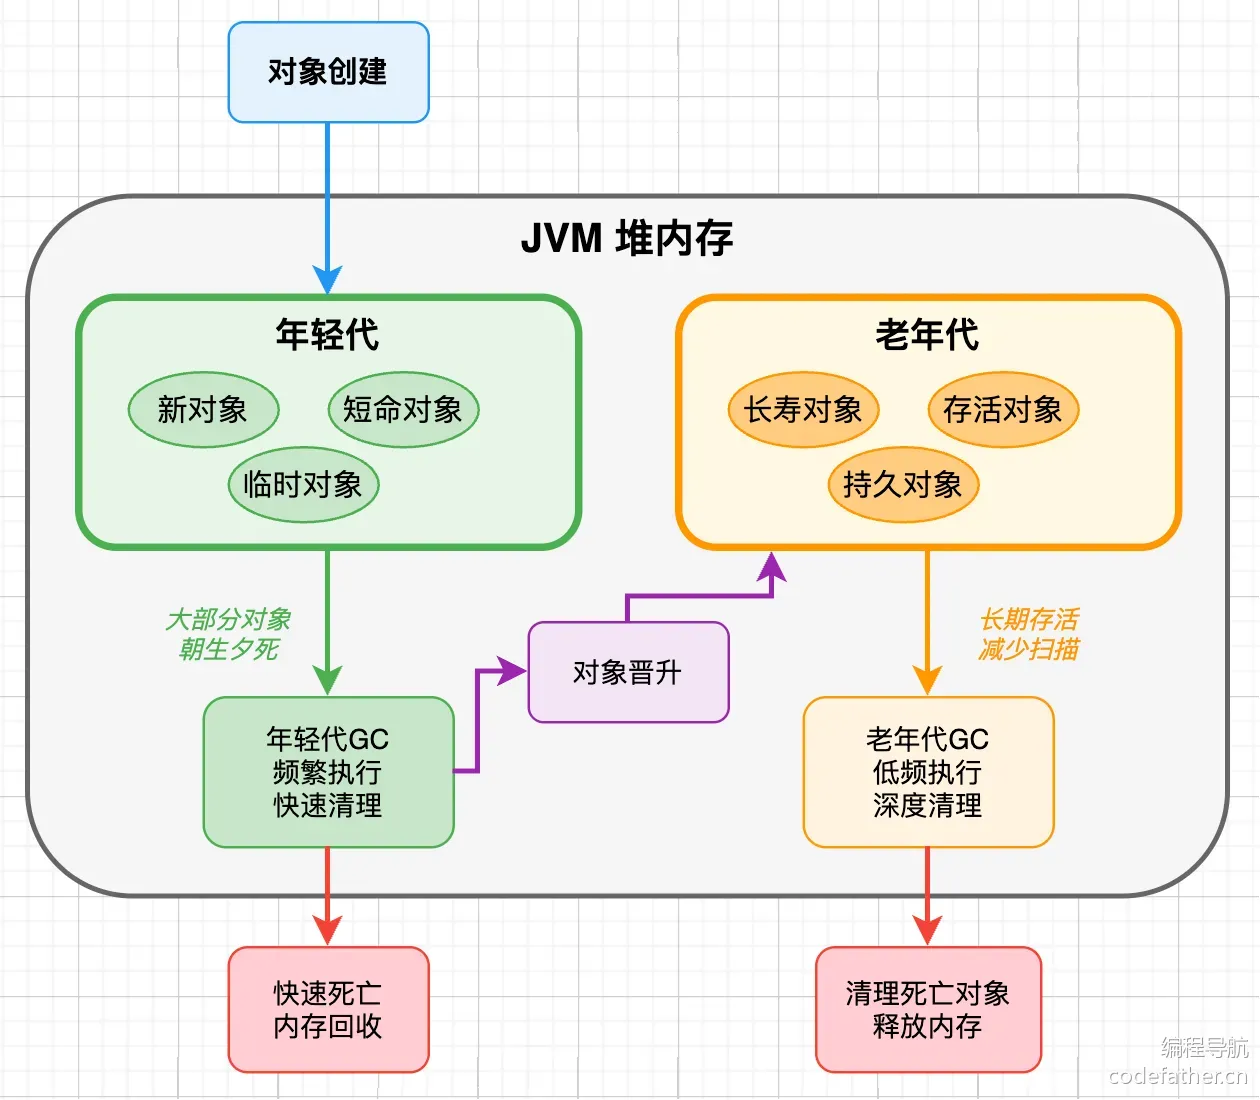 对象创建
JVM 堆内存
年轻代
新对象
短命对象
临时对象
老年代
长寿对象
存活对象
持久对象
大部分对象
朝生夕死
对象晋升
长期存活
减少扫描
年轻代GC
频繁执行
快速清理
老年代GC
低频执行
深度清理
快速死亡
内存回收
清理死亡对象
释放内存
编程导航
codefather.cn